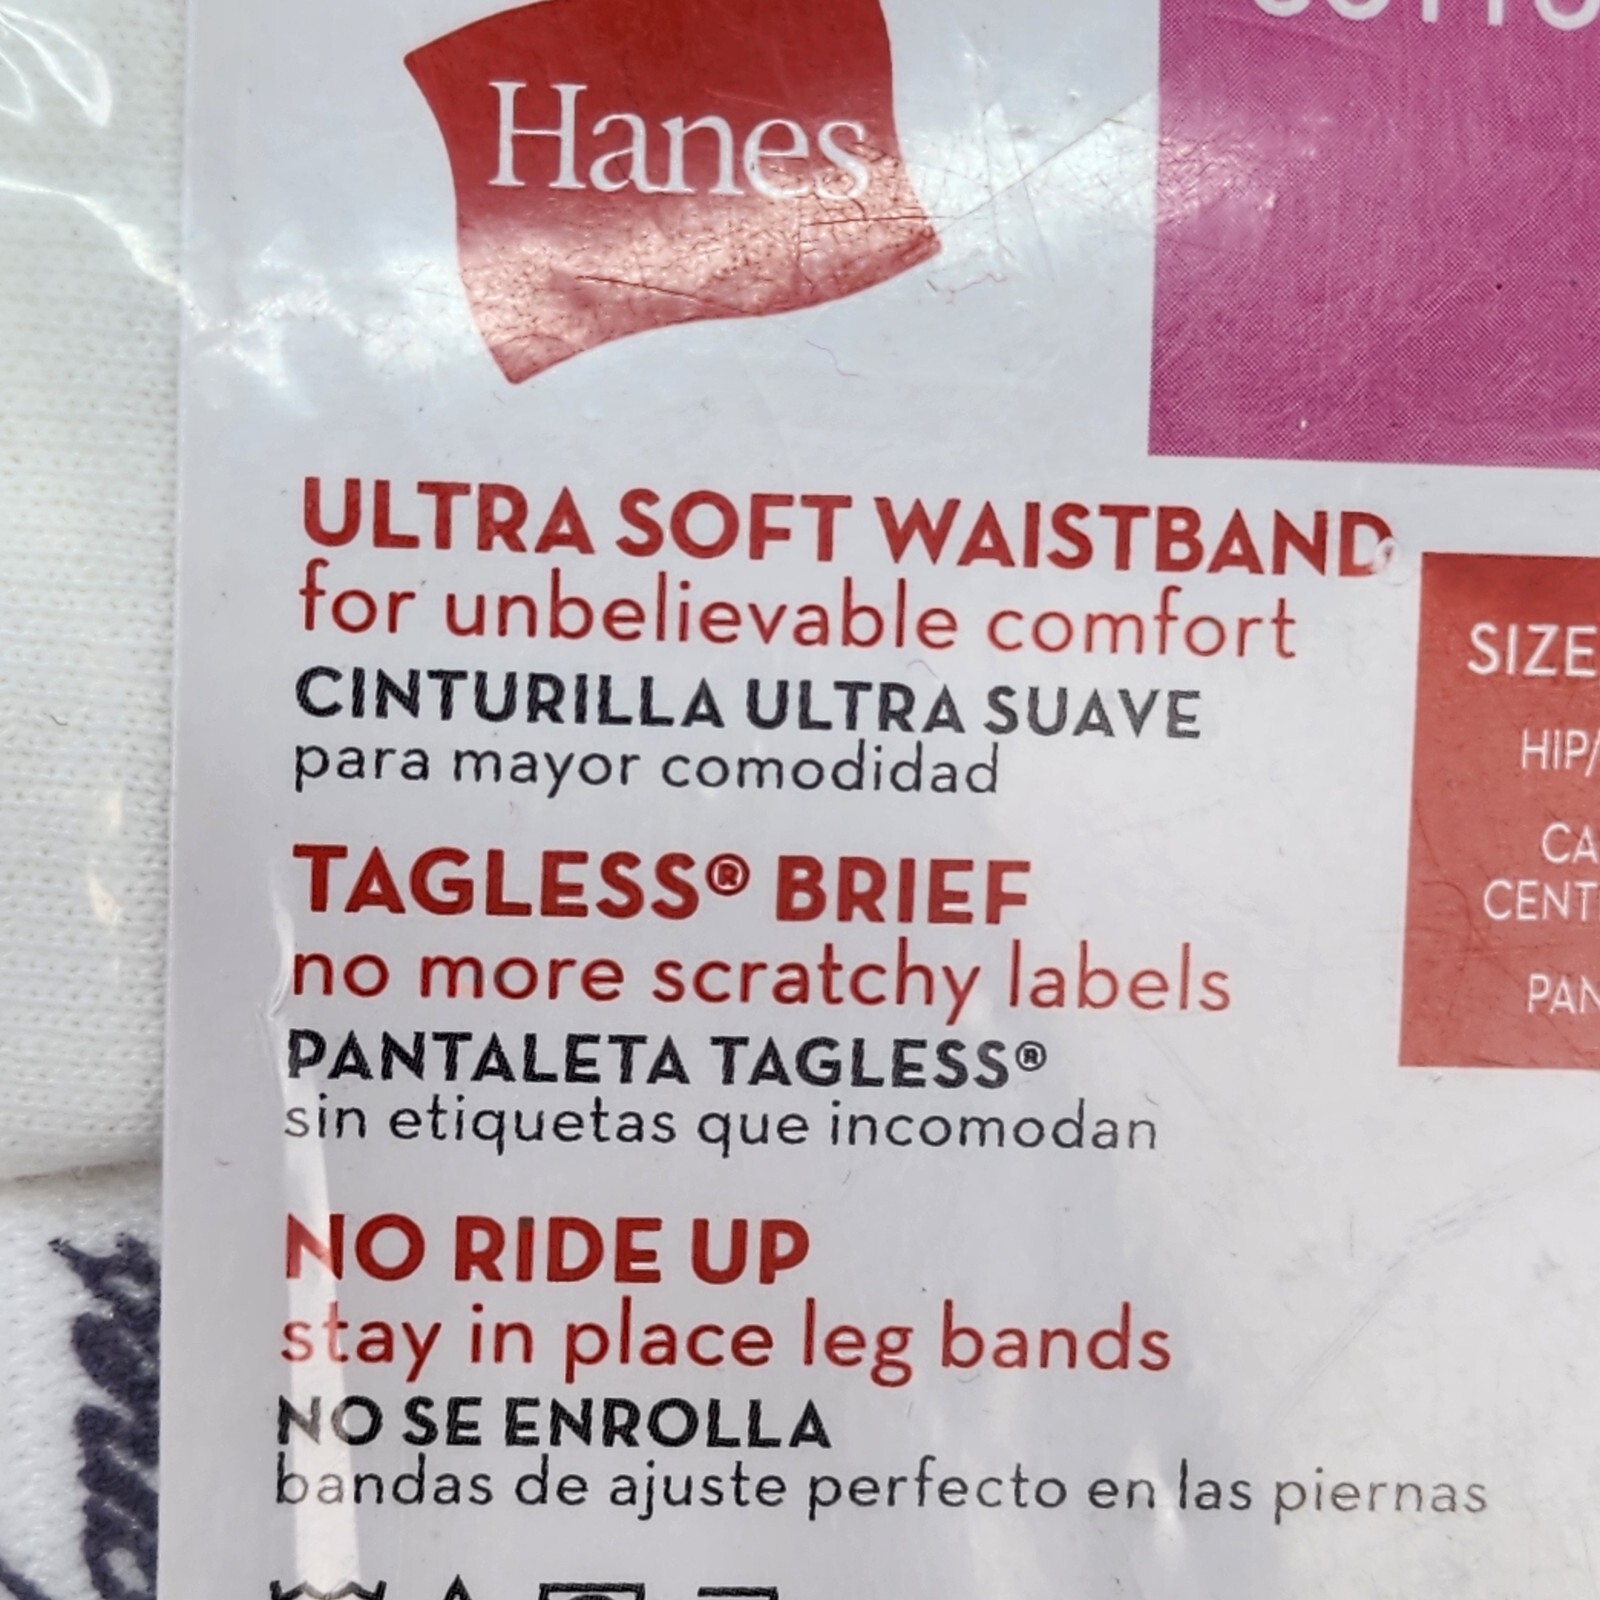 Hanes
ULTRA SOFT WAISTBAND
for unbelievable comfort
CINTURILLA ULTRA SUAVE
para mayor comodidad
TAGLESS® BRIEF
no more scratchy labels
PANTALETA TAGLESS®
sin etiquetas que incomodan
NO RIDE UP
stay in place leg bands
NO SE ENROLLA
bandas de ajuste perfecto en las piernas
SIZE
HIP/